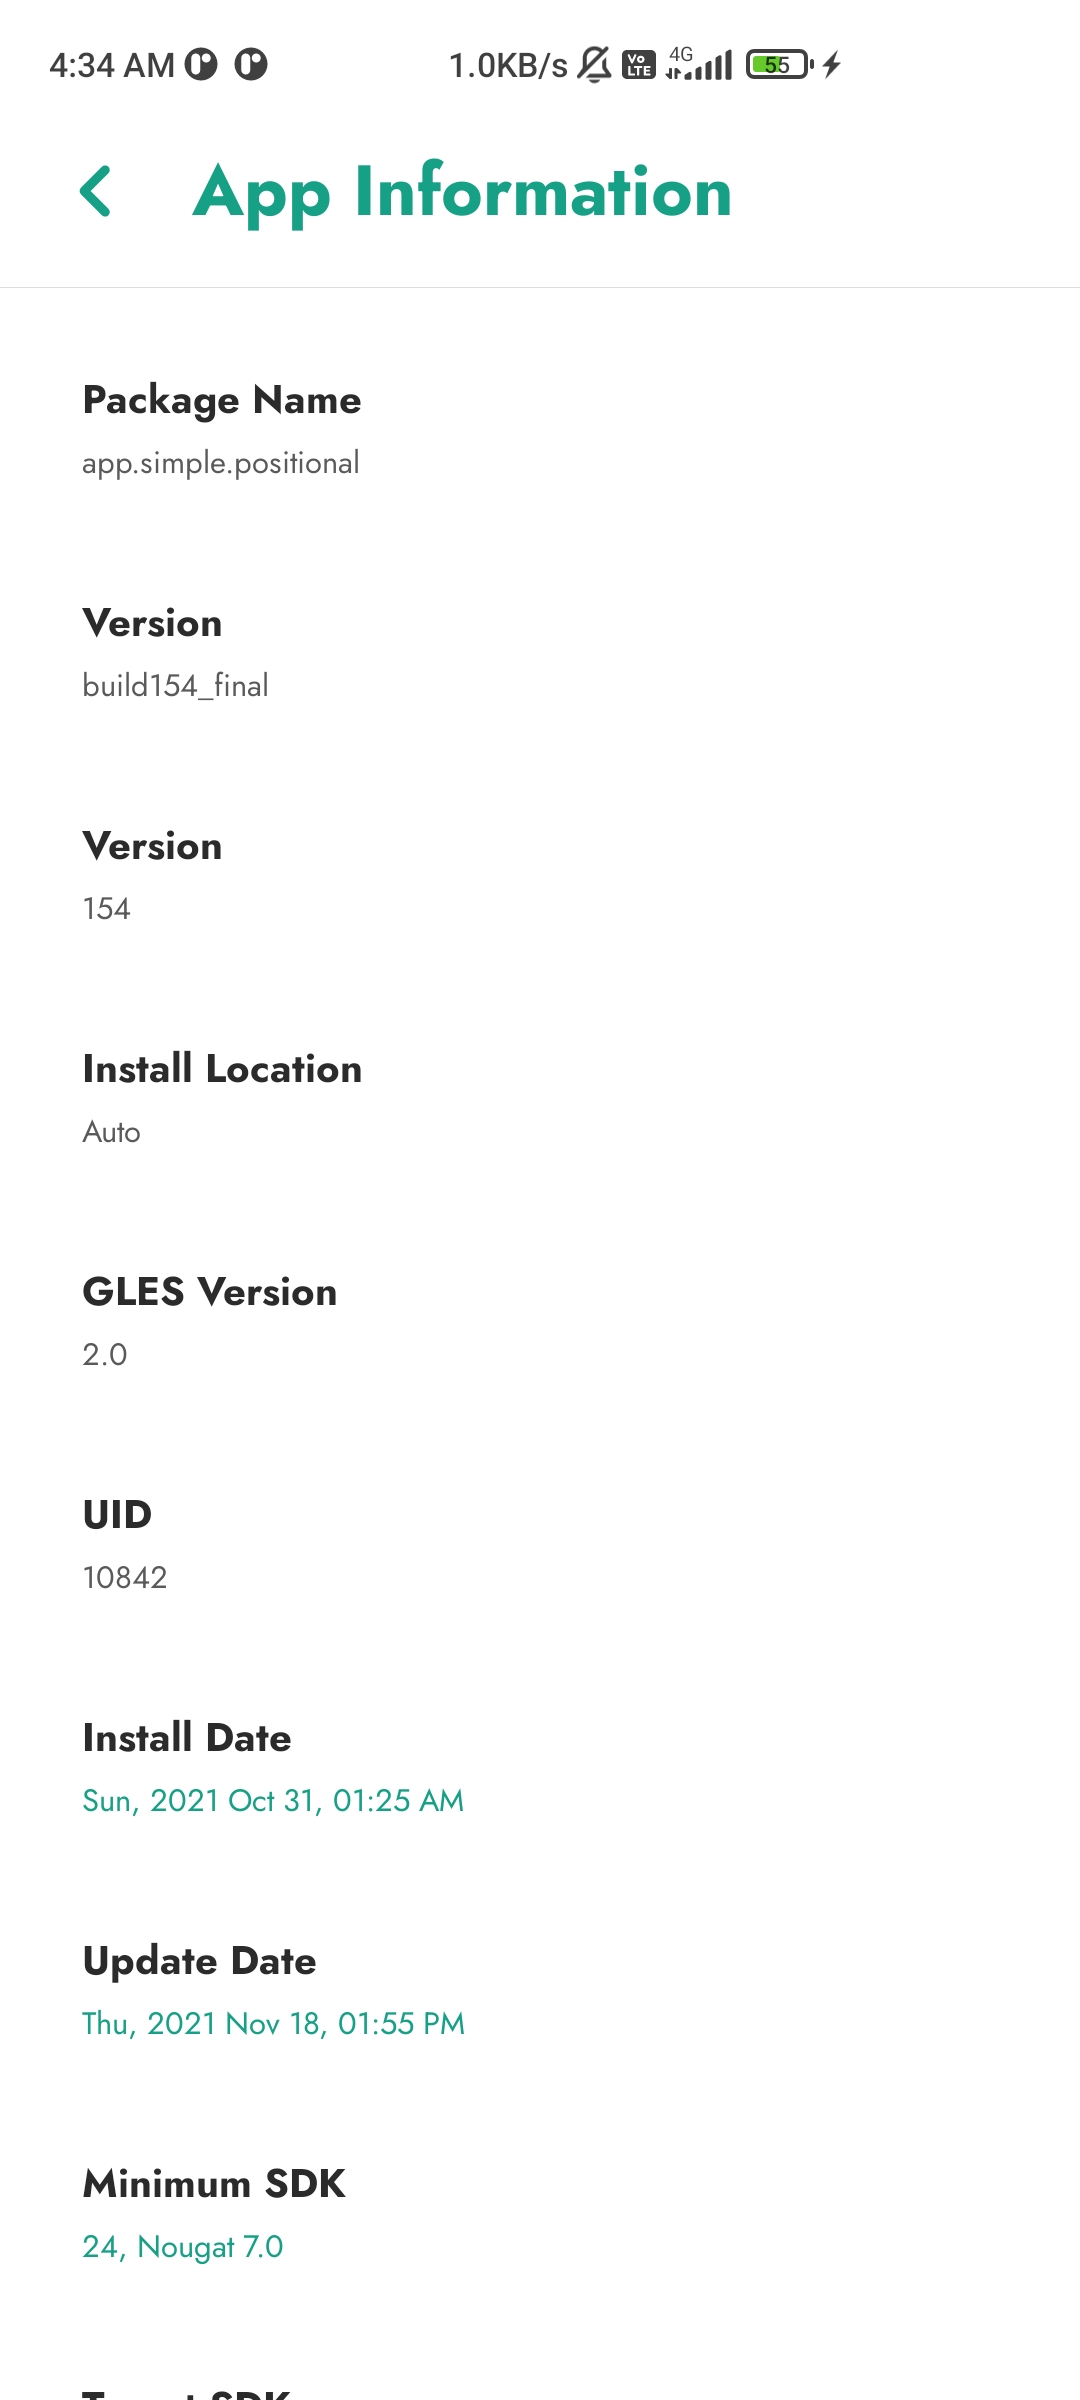 4:34 AM 1.0KB/s Vo LTE 4G 55
App Information
Package Name
app.simple.positional
Version
build154_final
Version
154
Install Location
Auto
GLES Version
2.0
UID
10842
Install Date
Sun, 2021 Oct 31, 01:25 AM
Update Date
Thu, 2021 Nov 18, 01:55 PM
Minimum SDK
24, Nougat 7.0
Target SDK